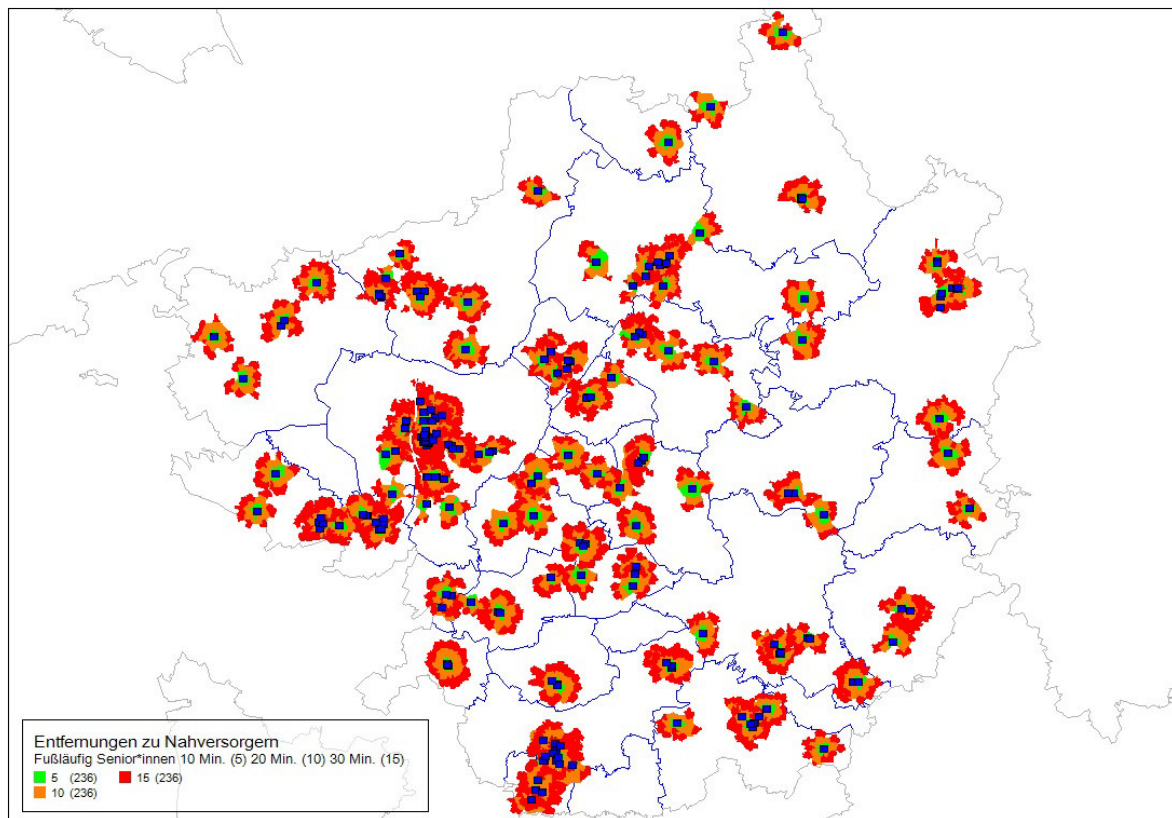 Entfernungen zu Nahversorgern
Fußläufig Senior*innen 10 Min. (5) 20 Min. (10) 30 Min. (15)
5 (236) 15 (236)
10 (236)